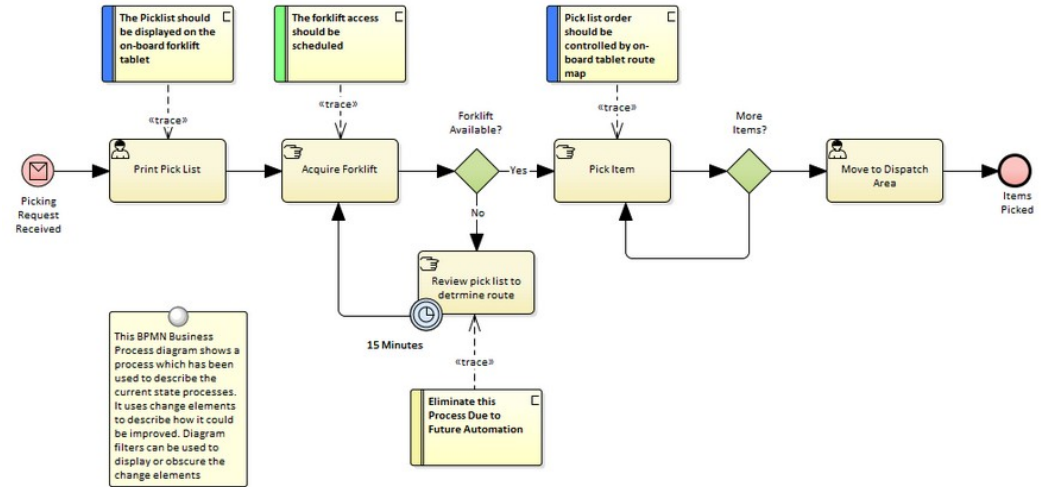 The Picklist should
be displayed on the
on-board forklift
tablet
The forklift access
should be
scheduled
Pick list order
should be
controlled by on-
board tablet route
map
«trace»
«trace»
«trace»
Forklift
Available?
More
Items?
Print Pick List
Acquire Forklift
Yes
Pick Item
Move to Dispatch
Area
Picking
Request
Received
Items
Picked
No
Review pick list to
detrmine route
15 Minutes
«trace»
This BPMN Business
Process diagram shows a
process which has been
used to describe the
current state processes.
It uses change elements
to describe how it could
be improved. Diagram
filters can be used to
display or obscure the
change elements
Eliminate this
Process Due to
Future Automation